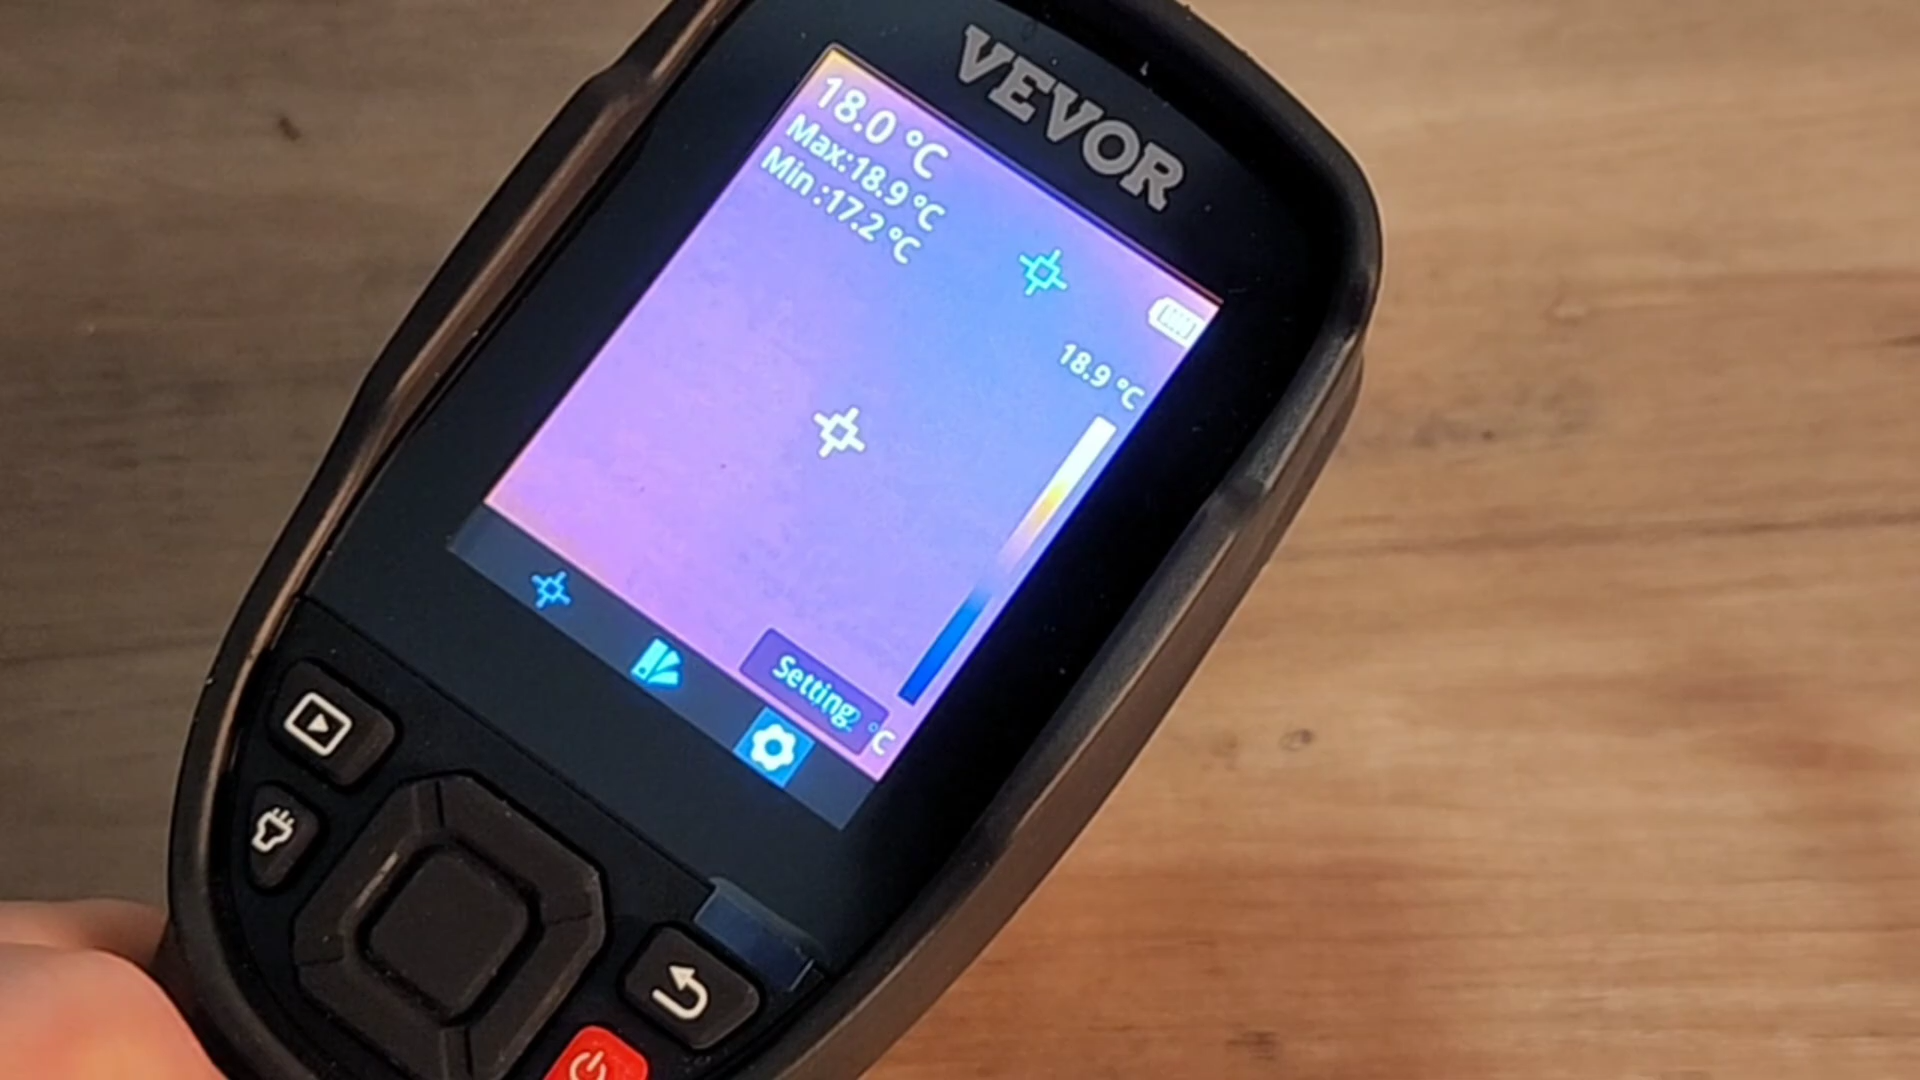 VEVOR
18.0 °C
Max:18.9 °C
Min :17.2 °C
18.9 °C
Setting
°C